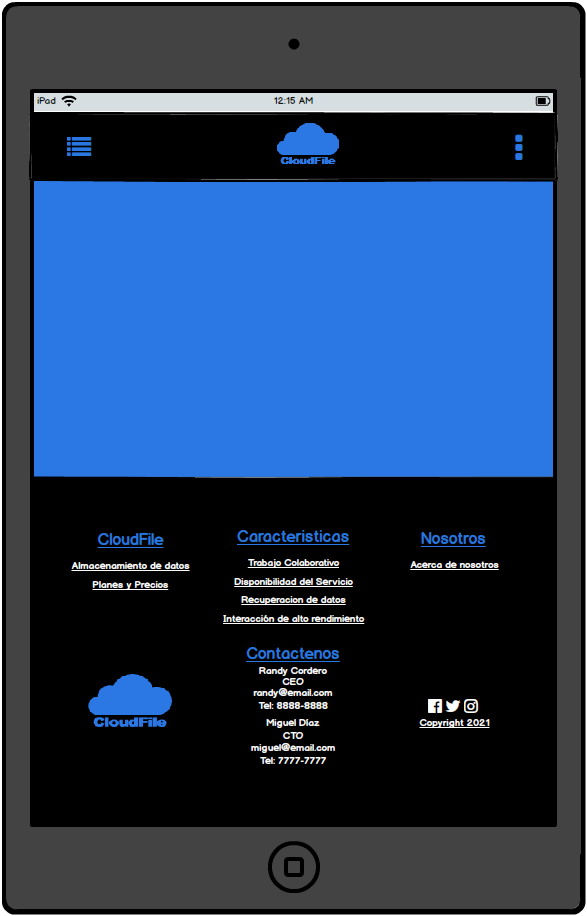 iPad
12:15 AM
CloudFile
CloudFile
Almacenamiento de datos
Planes y Precios
Caracteristicas
Trabajo Colaborativo
Disponibilidad del Servicio
Recuperacion de datos
Interacción de alto rendimiento
Nosotros
Acerca de nosotros
CloudFile
Contactenos
Randy Cordero
CEO
randy@email.com
Tel: 8888-8888
Miguel Díaz
CTO
miguel@email.com
Tel: 7777-7777
Copyright 2021